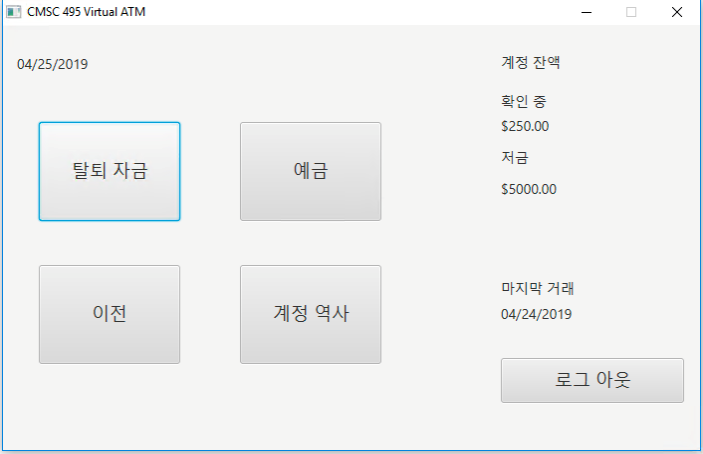 CMSC 495 Virtual ATM
04/25/2019
탈퇴 자금
예금
이전
계정 역사
계정 잔액
확인 중
$250.00
저금
$5000.00
마지막 거래
04/24/2019
로그 아웃